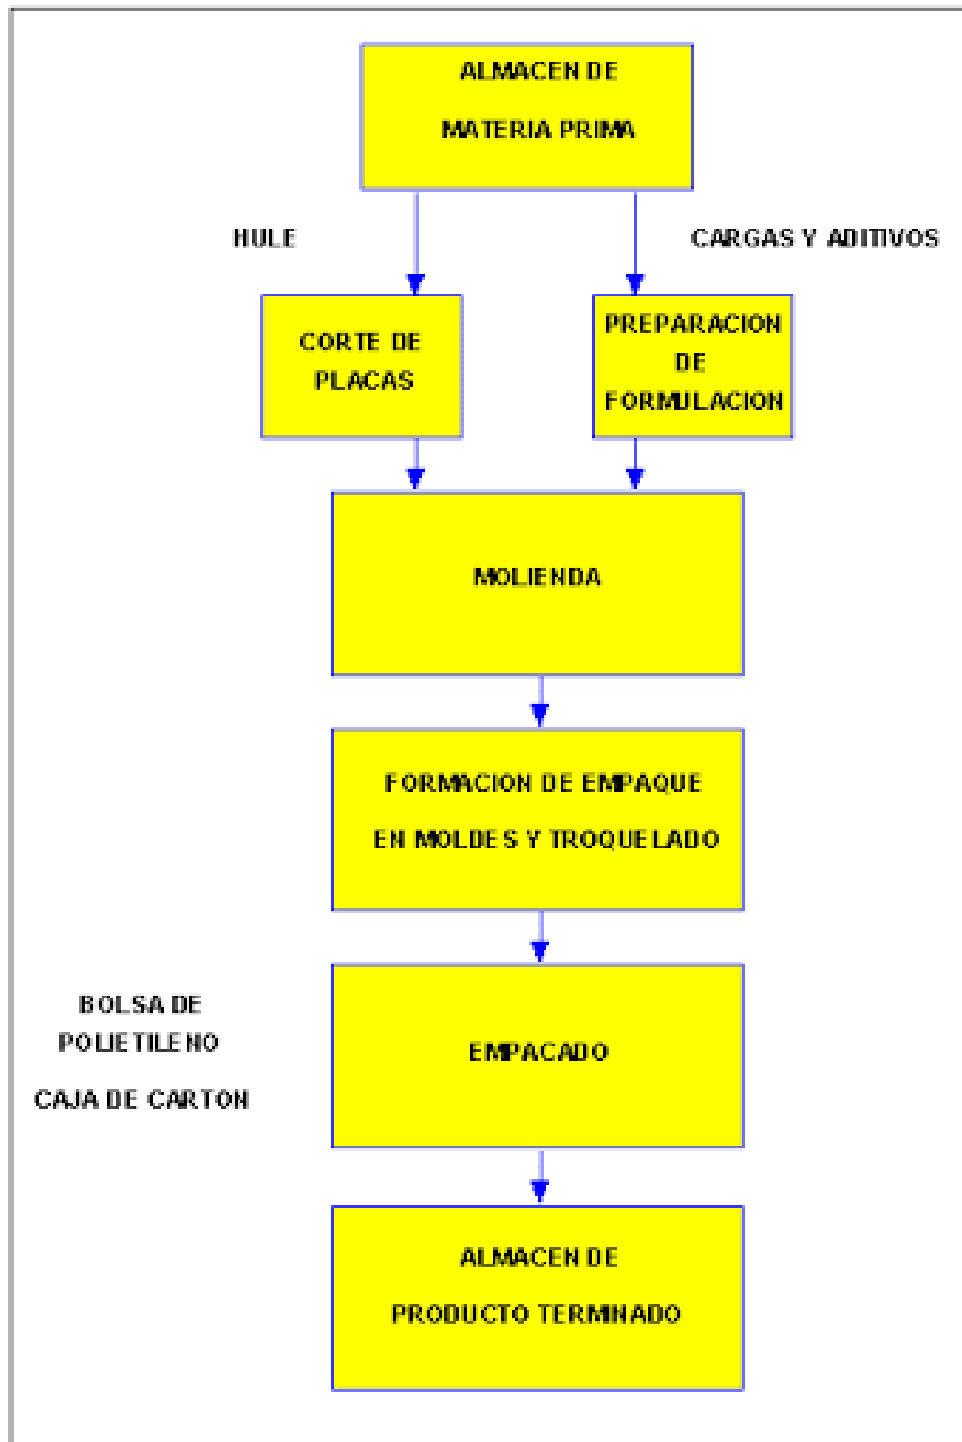 ALMACEN DE
MATERIA PRIMA
HULE
CARGAS Y ADITIVOS
CORTE DE
PLACAS
PREPARACION
DE
FORMULACION
MOLIENDA
FORMACION DE EMPAQUE
EN MOLDES Y TROQUELADO
BOLSA DE
POLIETILENO
CAJA DE CARTON
EMPACADO
ALMACEN DE
PRODUCTO TERMINADO